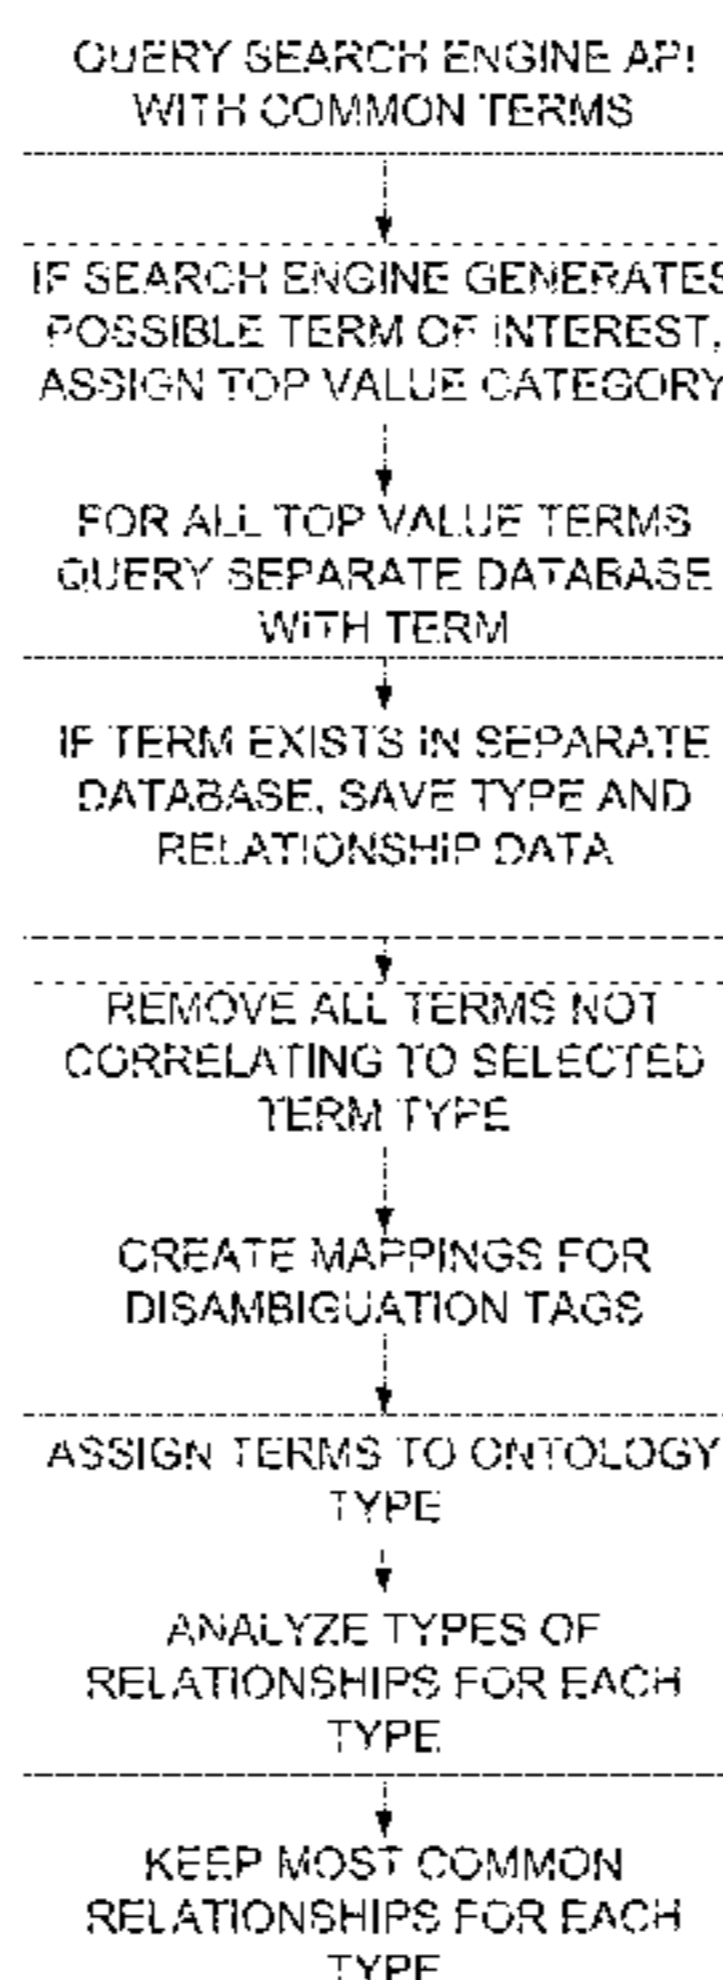 QUERY SEARCH ENGINE API
WITH COMMON TERMS
IF SEARCH ENGINE GENERATES
POSSIBLE TERM OF INTEREST,
ASSIGN TOP VALUE CATEGORY
FOR ALL TOP VALUE TERMS
QUERY SEPARATE DATABASE
WITH TERM
IF TERM EXISTS IN SEPARATE
DATABASE, SAVE TYPE AND
RELATIONSHIP DATA
REMOVE ALL TERMS NOT
CORRELATING TO SELECTED
TERM TYPE
CREATE MAPPINGS FOR
DISAMBIGUATION TAGS
ASSIGN TERMS TO ONTOLOGY
TYPE
ANALYZE TYPES OF
RELATIONSHIPS FOR EACH
TYPE
KEEP MOST COMMON
RELATIONSHIPS FOR EACH
TYPE